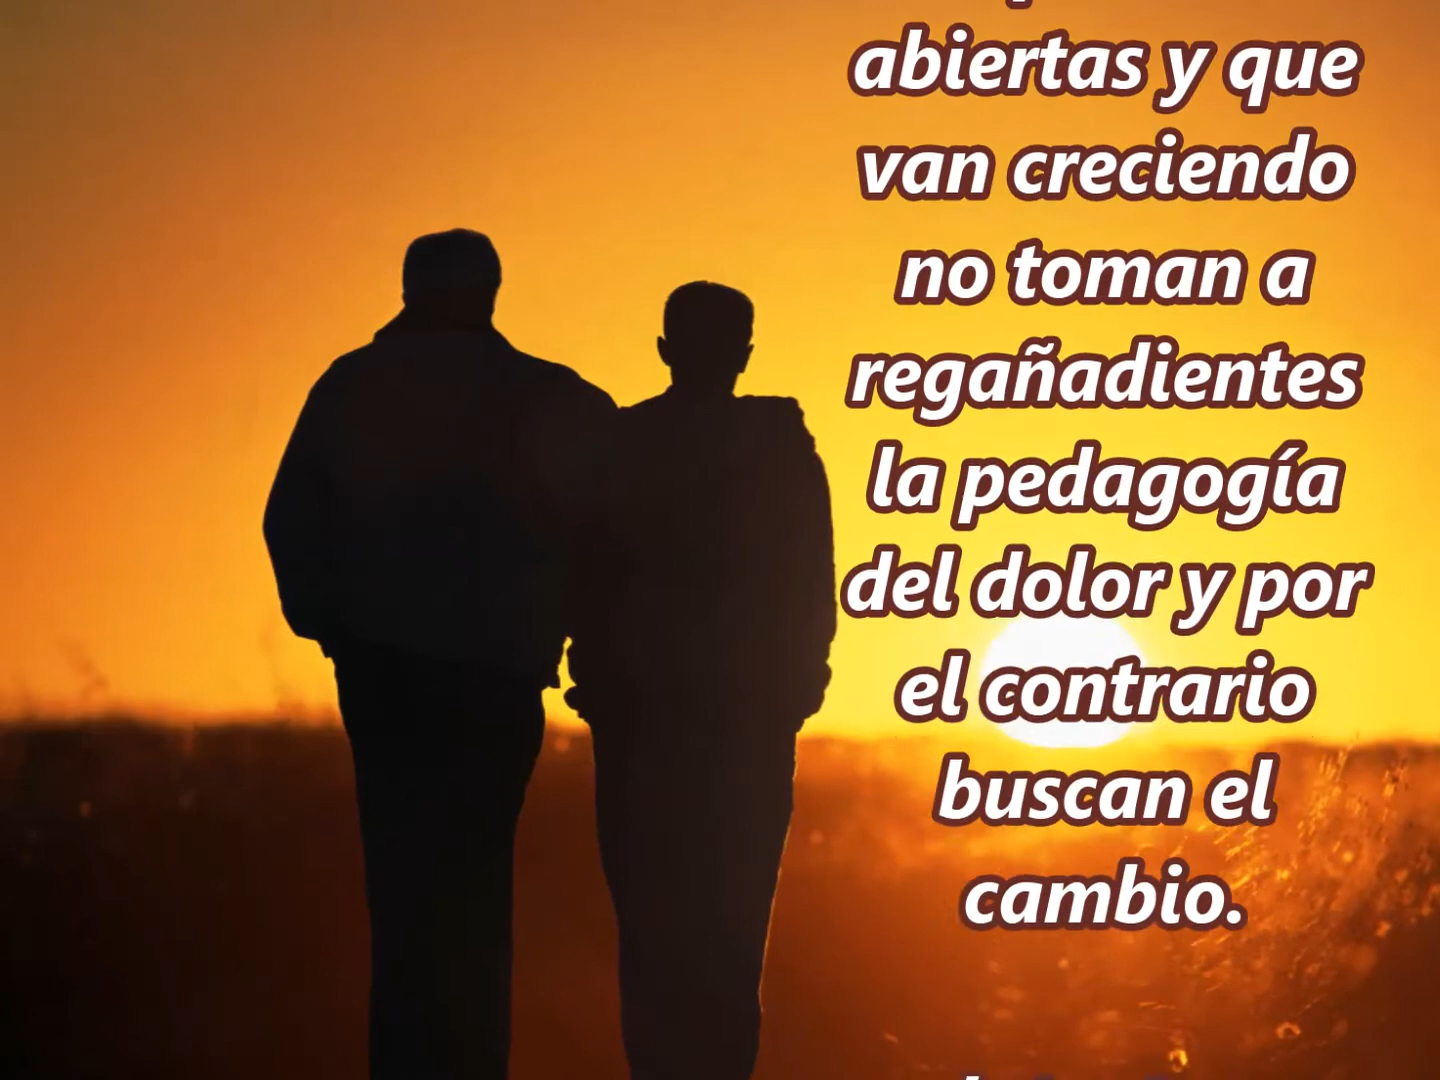 abiertas y que
van creciendo
no toman a
regañadientes
la pedagogía
del dolor y por
el contrario
buscan el
cambio.